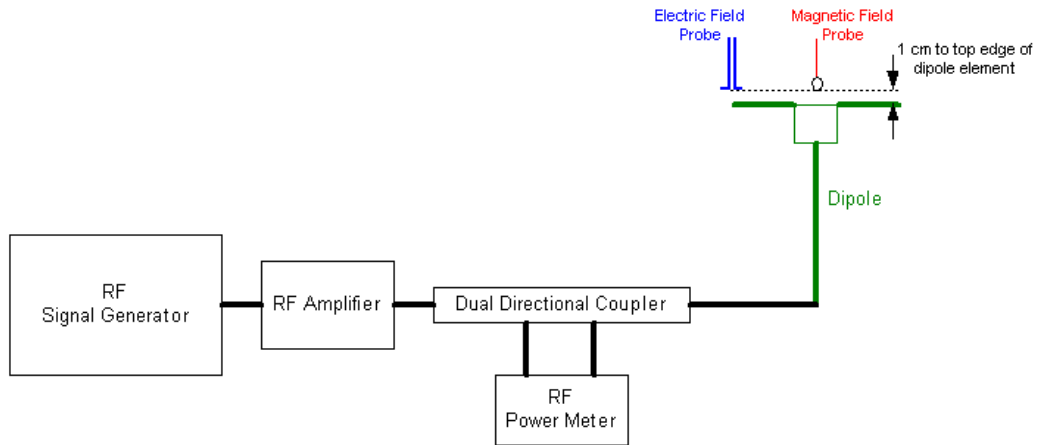 Electric Field
Probe
Magnetic Field
Probe
1 cm to top edge of
dipole element
Dipole
RF
Signal Generator
RF Amplifier
Dual Directional Coupler
RF
Power Meter